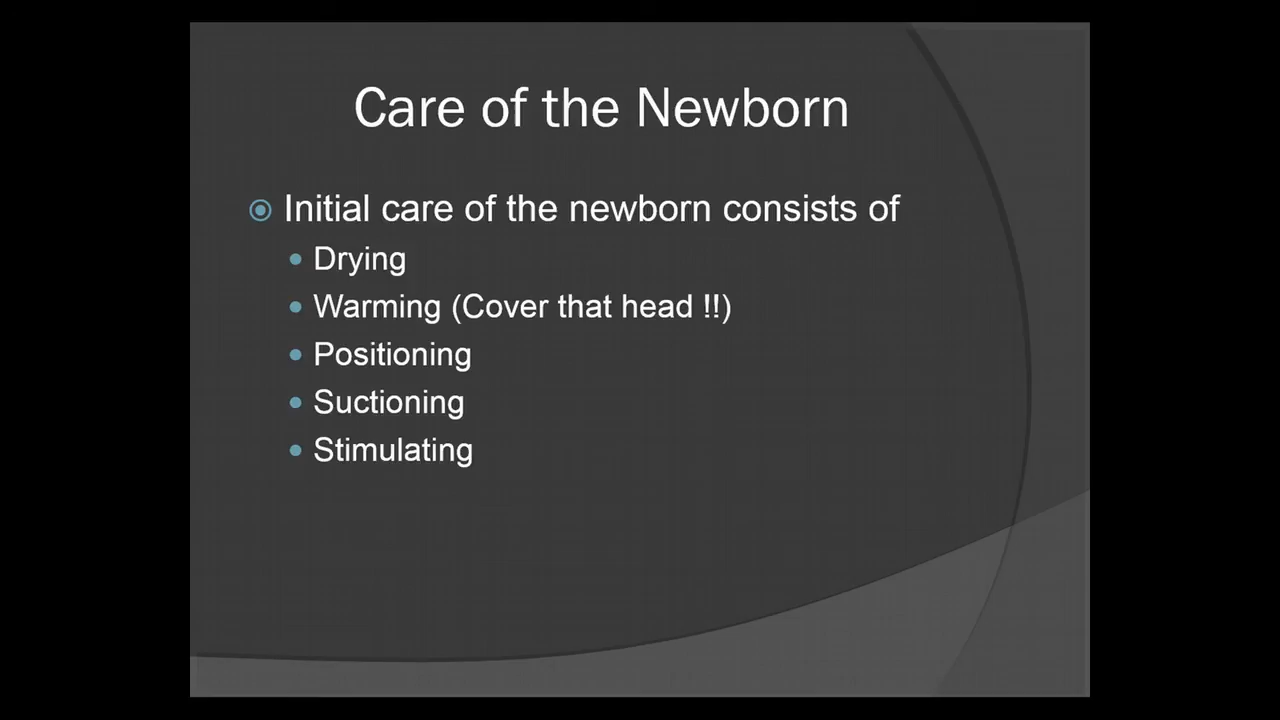 Care of the Newborn
Initial care of the newborn consists of
Drying
Warming (Cover that head !!)
Positioning
Suctioning
Stimulating